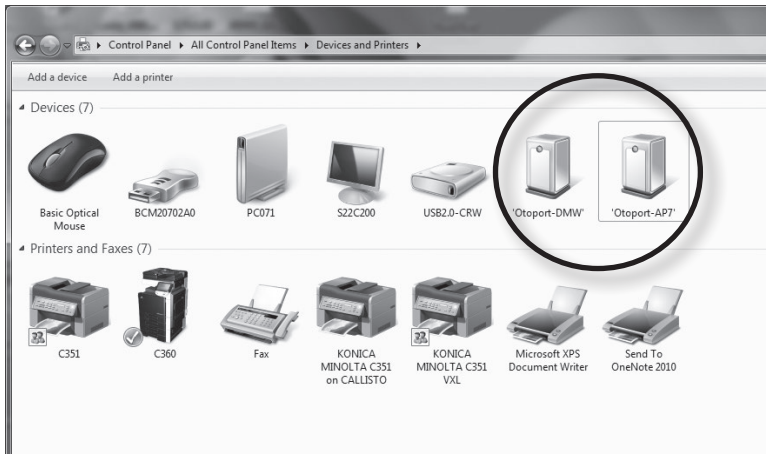 Control Panel ▸ All Control Panel Items ▸ Devices and Printers ▸
Add a device Add a printer
Devices (7)
Basic Optical
Mouse
BCM20702A0
PC071
S22C200
USB2.0-CRW
'Otoport-DMW'
'Otoport-AP7'
Printers and Faxes (7)
C351
C360
Fax
KONICA
MINOLTA C351
on CALLISTO
KONICA
MINOLTA C351
VXL
Microsoft XPS
Document Writer
Send To
OneNote 2010